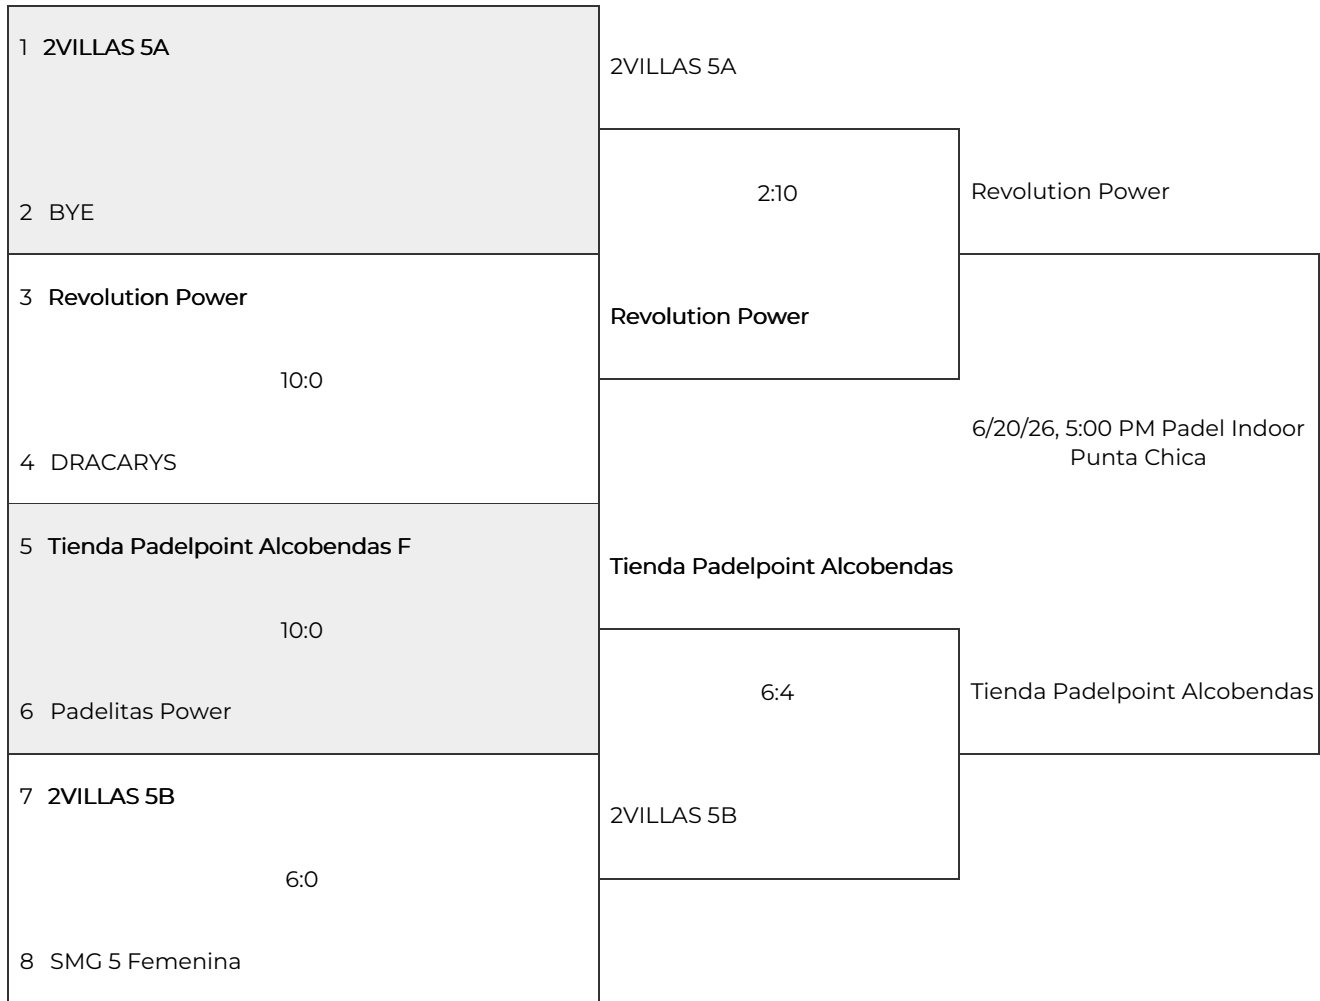 1 2VILLAS 5A
2 BYE
3 Revolution Power
10:0
4 DRACARYS
5 Tienda Padelpoint Alcobendas F
10:0
6 Padelitas Power
7 2VILLAS 5B
6:0
8 SMG 5 Femenina
2VILLAS 5A
2:10
Revolution Power
Tienda Padelpoint Alcobendas
6:4
2VILLAS 5B
Revolution Power
6/20/26, 5:00 PM Padel Indoor
Punta Chica
Tienda Padelpoint Alcobendas